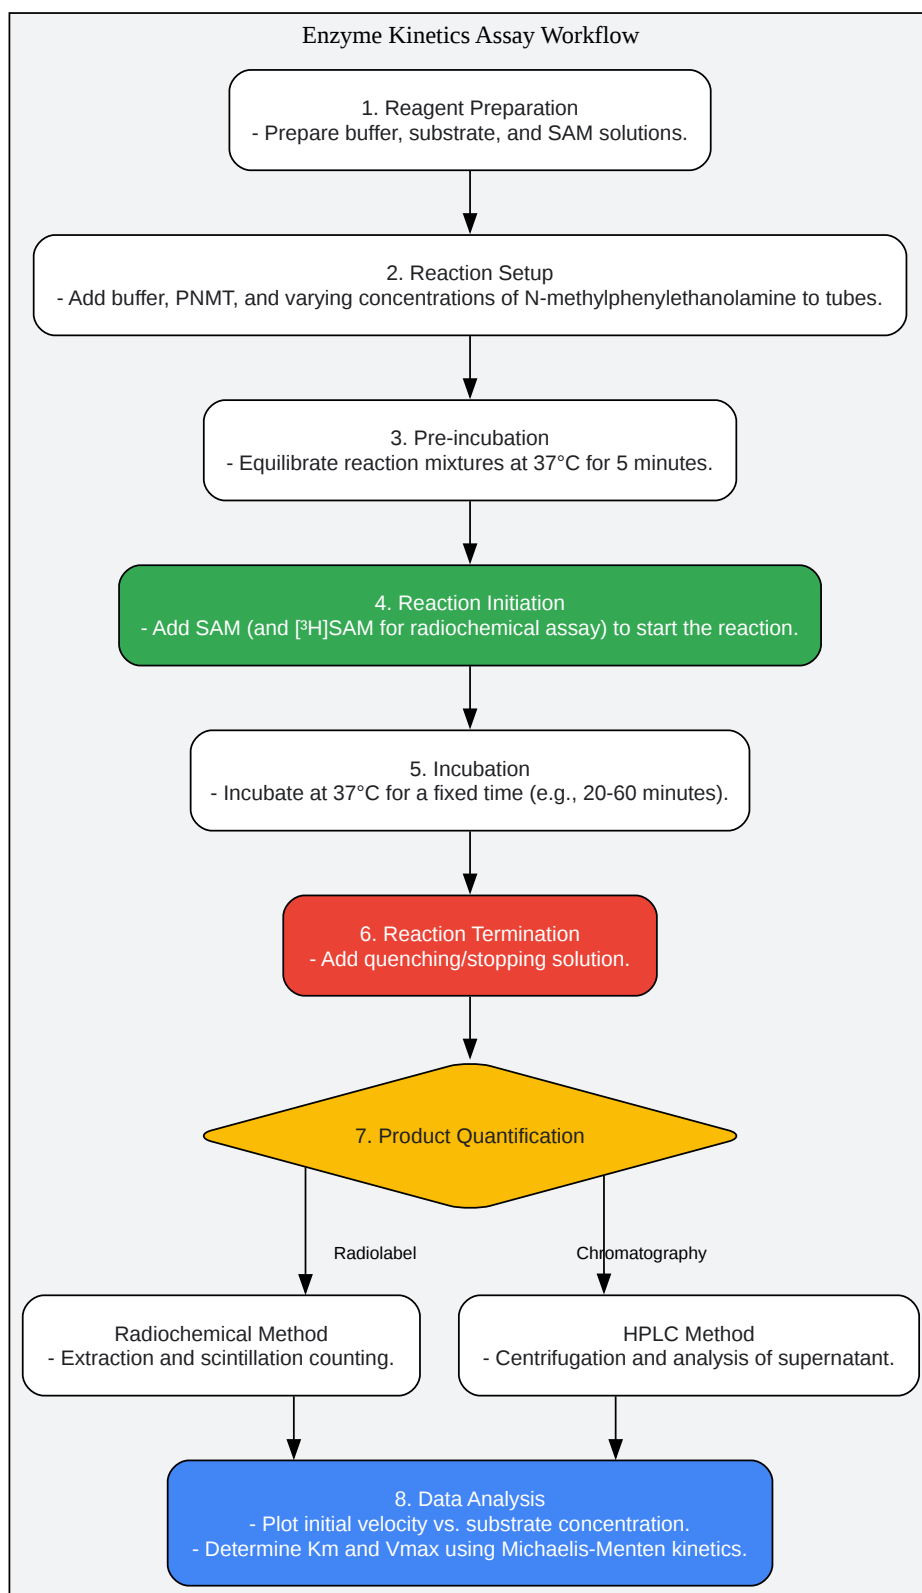 Enzyme Kinetics Assay Workflow
1. Reagent Preparation
- Prepare buffer, substrate, and SAM solutions.
2. Reaction Setup
- Add buffer, PNMT, and varying concentrations of N-methylphenylethanolamine to tubes.
3. Pre-incubation
- Equilibrate reaction mixtures at 37°C for 5 minutes.
4. Reaction Initiation
- Add SAM (and [³H]SAM for radiochemical assay) to start the reaction.
5. Incubation
- Incubate at 37°C for a fixed time (e.g., 20-60 minutes).
6. Reaction Termination
- Add quenching/stopping solution.
7. Product Quantification
Radiolabel
Chromatography
Radiochemical Method
- Extraction and scintillation counting.
HPLC Method
- Centrifugation and analysis of supernatant.
8. Data Analysis
- Plot initial velocity vs. substrate concentration.
- Determine Km and Vmax using Michaelis-Menten kinetics.